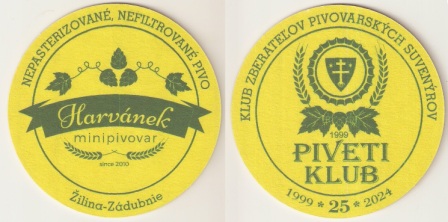 NEPASTERIZOVANÉ, NEFILTROVANÉ PIVO
Harvánek
minipivovar
since 2010
Žilina-Zádubnie
KLUB ZBERATEĽOV PIVOVARSKÝCH SUVENÝROV
1999
PIVETI
KLUB
1999 * 25 * 2024